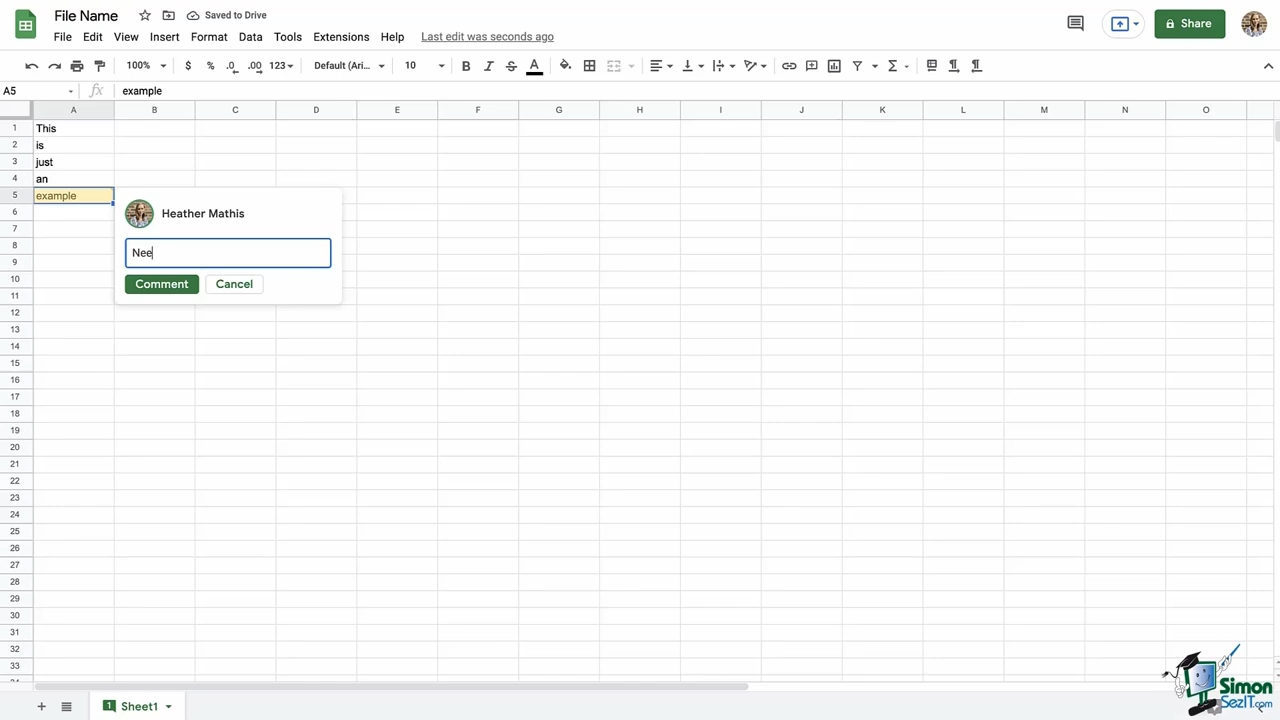 File Name Saved to Drive
File Edit View Insert Format Data Tools Extensions Help Last edit was seconds ago
Share
100% $ % .0 .00 123 Default (Ari... 10 B I S A
A5 fx example
A B C D E F G H I J K L M N O
1 This
2 is
3 just
4 an
5 example
6
7
8
9
10
11
12
13
14
15
16
17
18
19
20
21
22
23
24
25
26
27
28
29
30
31
32
33
Heather Mathis
Nee
Comment Cancel
1 Sheet1
Simon
SezIT.com